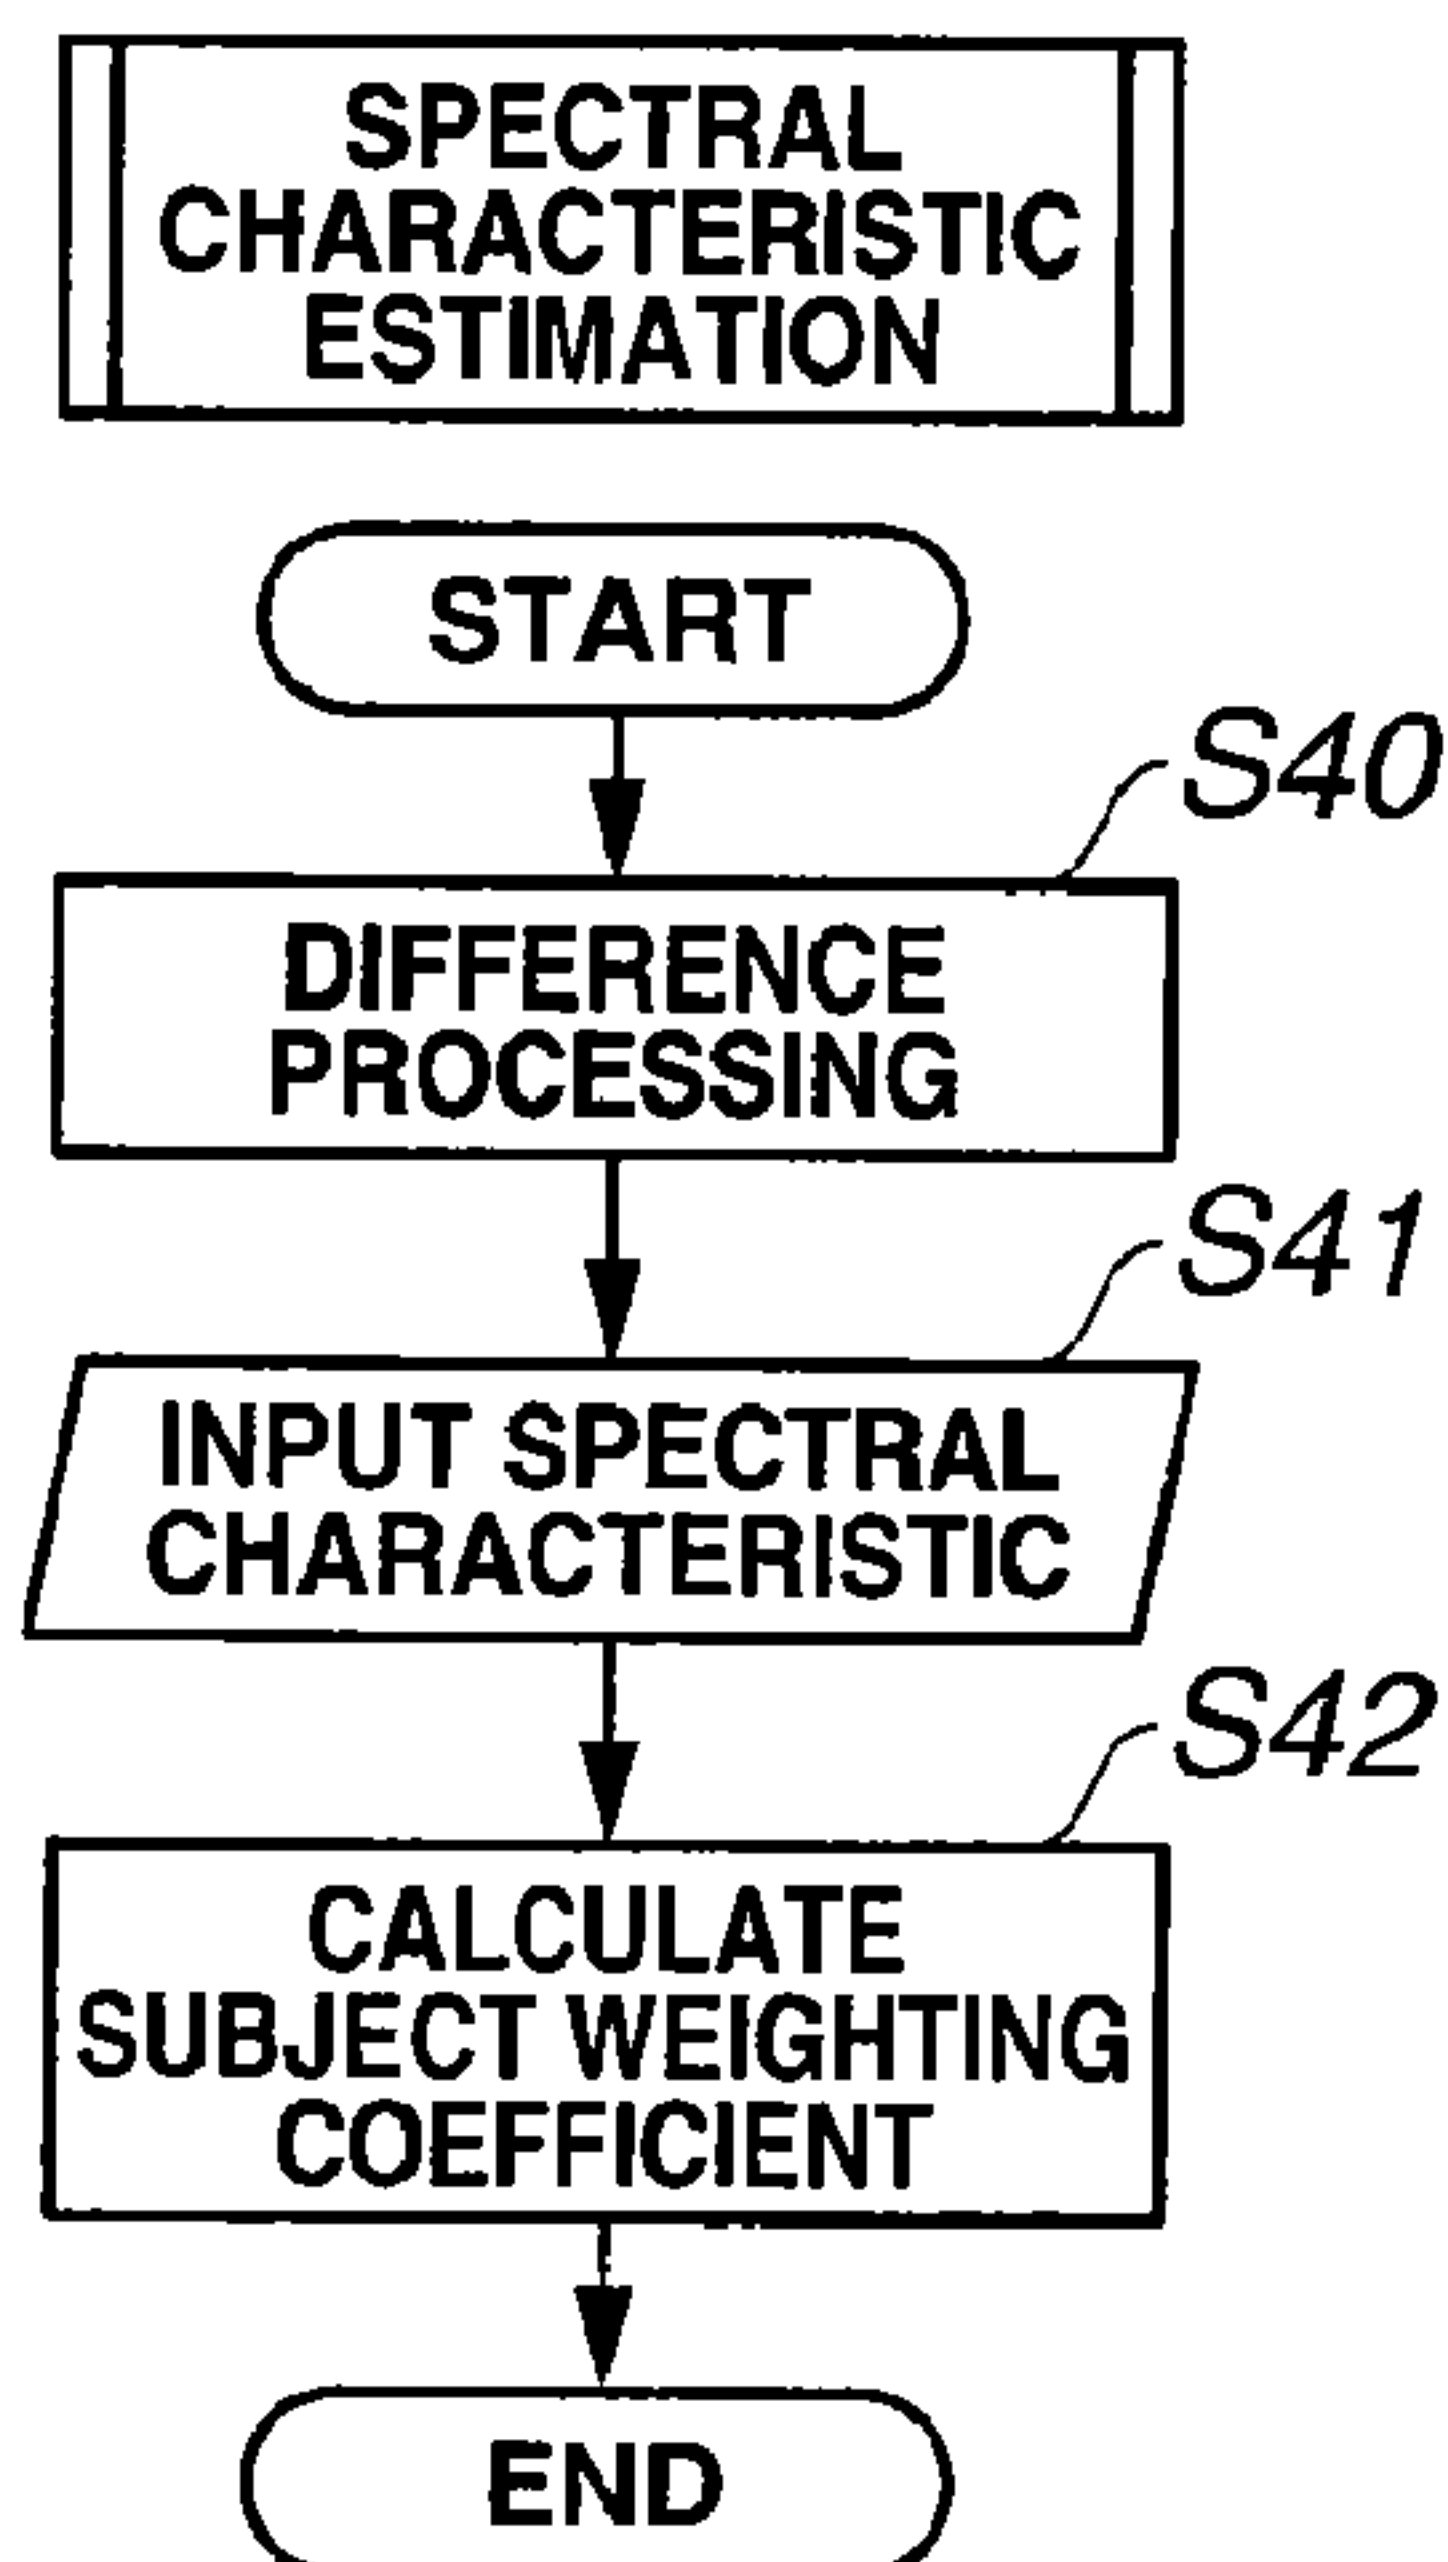 SPECTRAL
CHARACTERISTIC
ESTIMATION
START
S40
DIFFERENCE
PROCESSING
S41
INPUT SPECTRAL
CHARACTERISTIC
S42
CALCULATE
SUBJECT WEIGHTING
COEFFICIENT
END